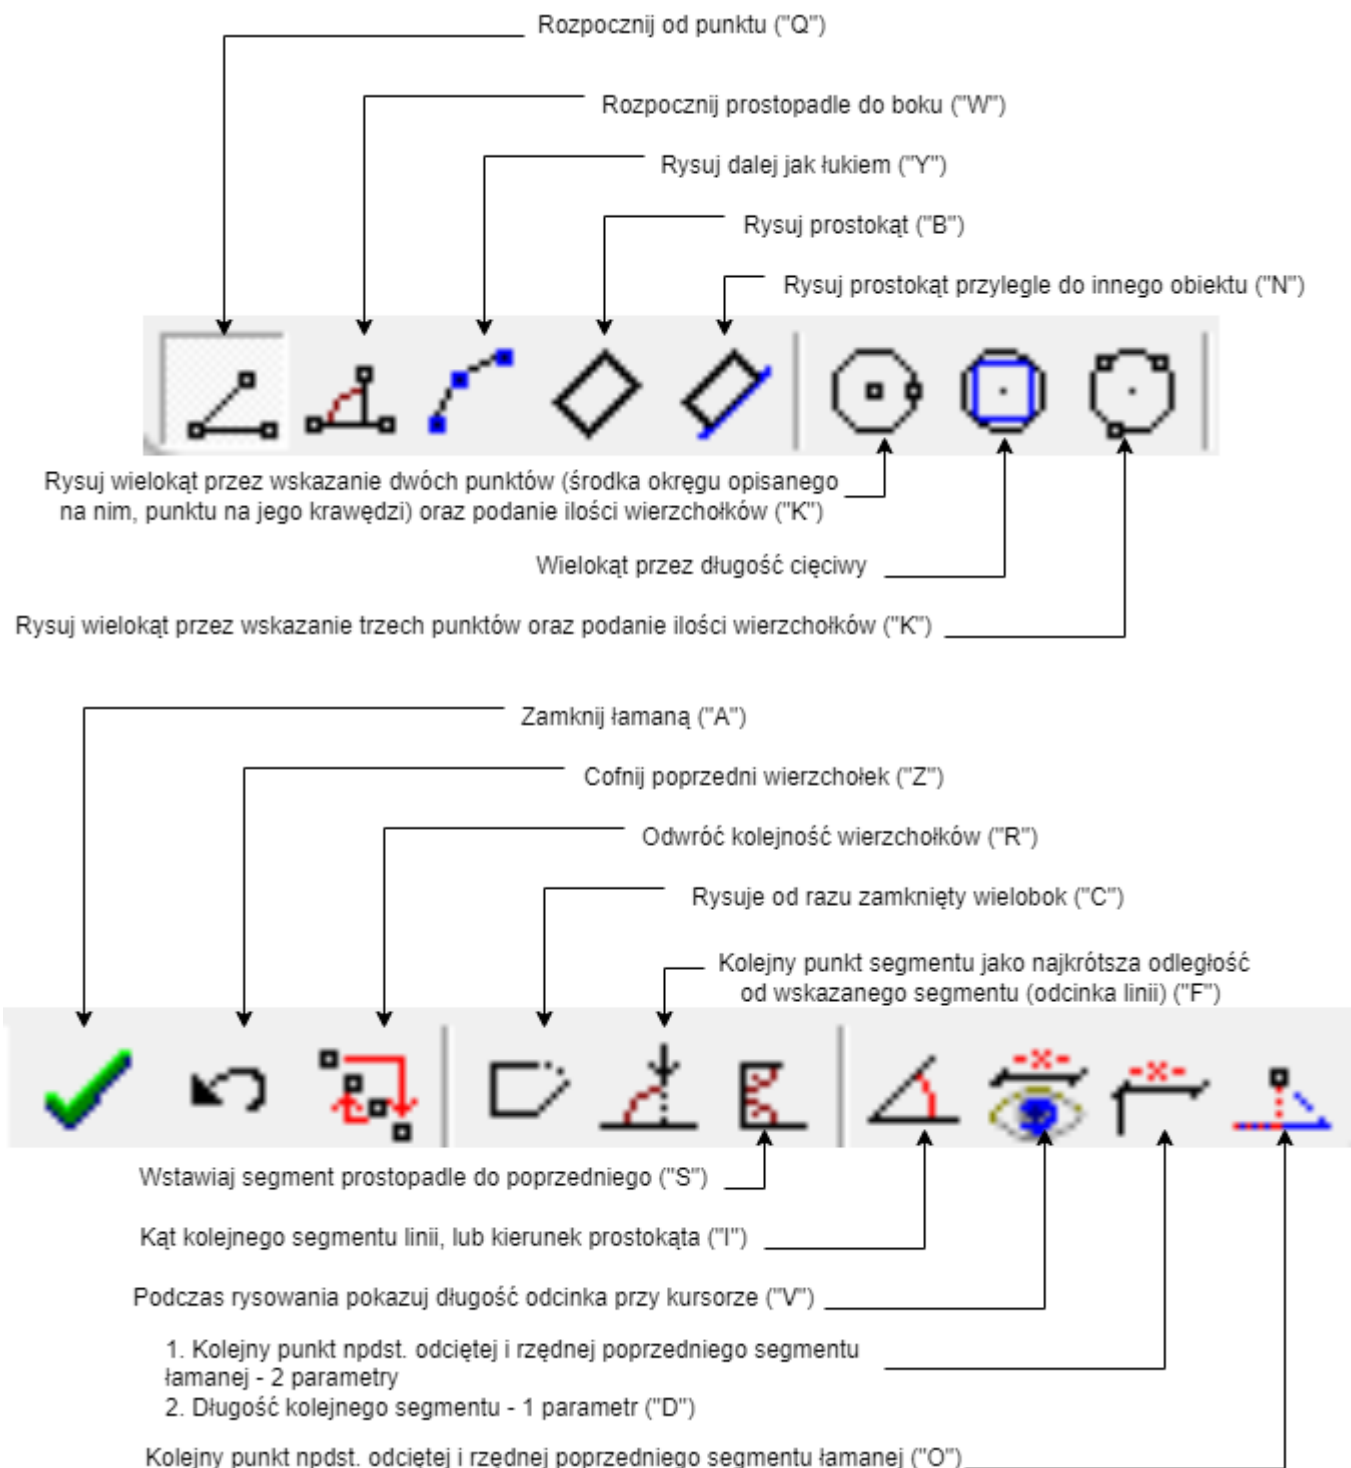 Rozpocznij od punktu ("Q")
Rozpocznij prostopadle do boku ("W")
Rysuj dalej jak łukiem ("Y")
Rysuj prostokąt ("B")
Rysuj prostokąt przylegle do innego obiektu ("N")
Rysuj wielokąt przez wskazanie dwóch punktów (środka okręgu opisanego
na nim, punktu na jego krawędzi) oraz podanie ilości wierzchołków ("K")
Wielokąt przez długość cięciwy
Rysuj wielokąt przez wskazanie trzech punktów oraz podanie ilości wierzchołków ("K")
Zamknij łamaną ("A")
Cofnij poprzedni wierzchołek ("Z")
Odwróć kolejność wierzchołków ("R")
Rysuje od razu zamknięty wielobok ("C")
Kolejny punkt segmentu jako najkrótsza odległość
od wskazanego segmentu (odcinka linii) ("F")
Wstawiaj segment prostopadle do poprzedniego ("S")
Kąt kolejnego segmentu linii, lub kierunek prostokąta ("I")
Podczas rysowania pokazuj długość odcinka przy kursorze ("V")
1. Kolejny punkt npdst. odciętej i rzędnej poprzedniego segmentu
łamanej - 2 parametry
2. Długość kolejnego segmentu - 1 parametr ("D")
Kolejny punkt npdst. odciętej i rzędnej poprzedniego segmentu łamanej ("O")